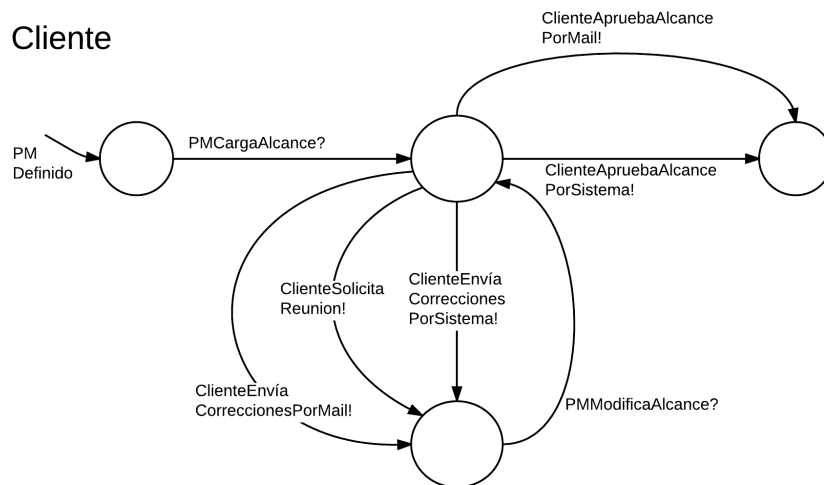 Cliente
ClienteApruebaAlcance
PorMail!
PM
Definido
PMCargaAlcance?
ClienteApruebaAlcance
PorSistema!
ClienteSolicita
Reunion!
ClienteEnvía
Correcciones
PorSistema!
ClienteEnvía
CorreccionesPorMail!
PMModificaAlcance?